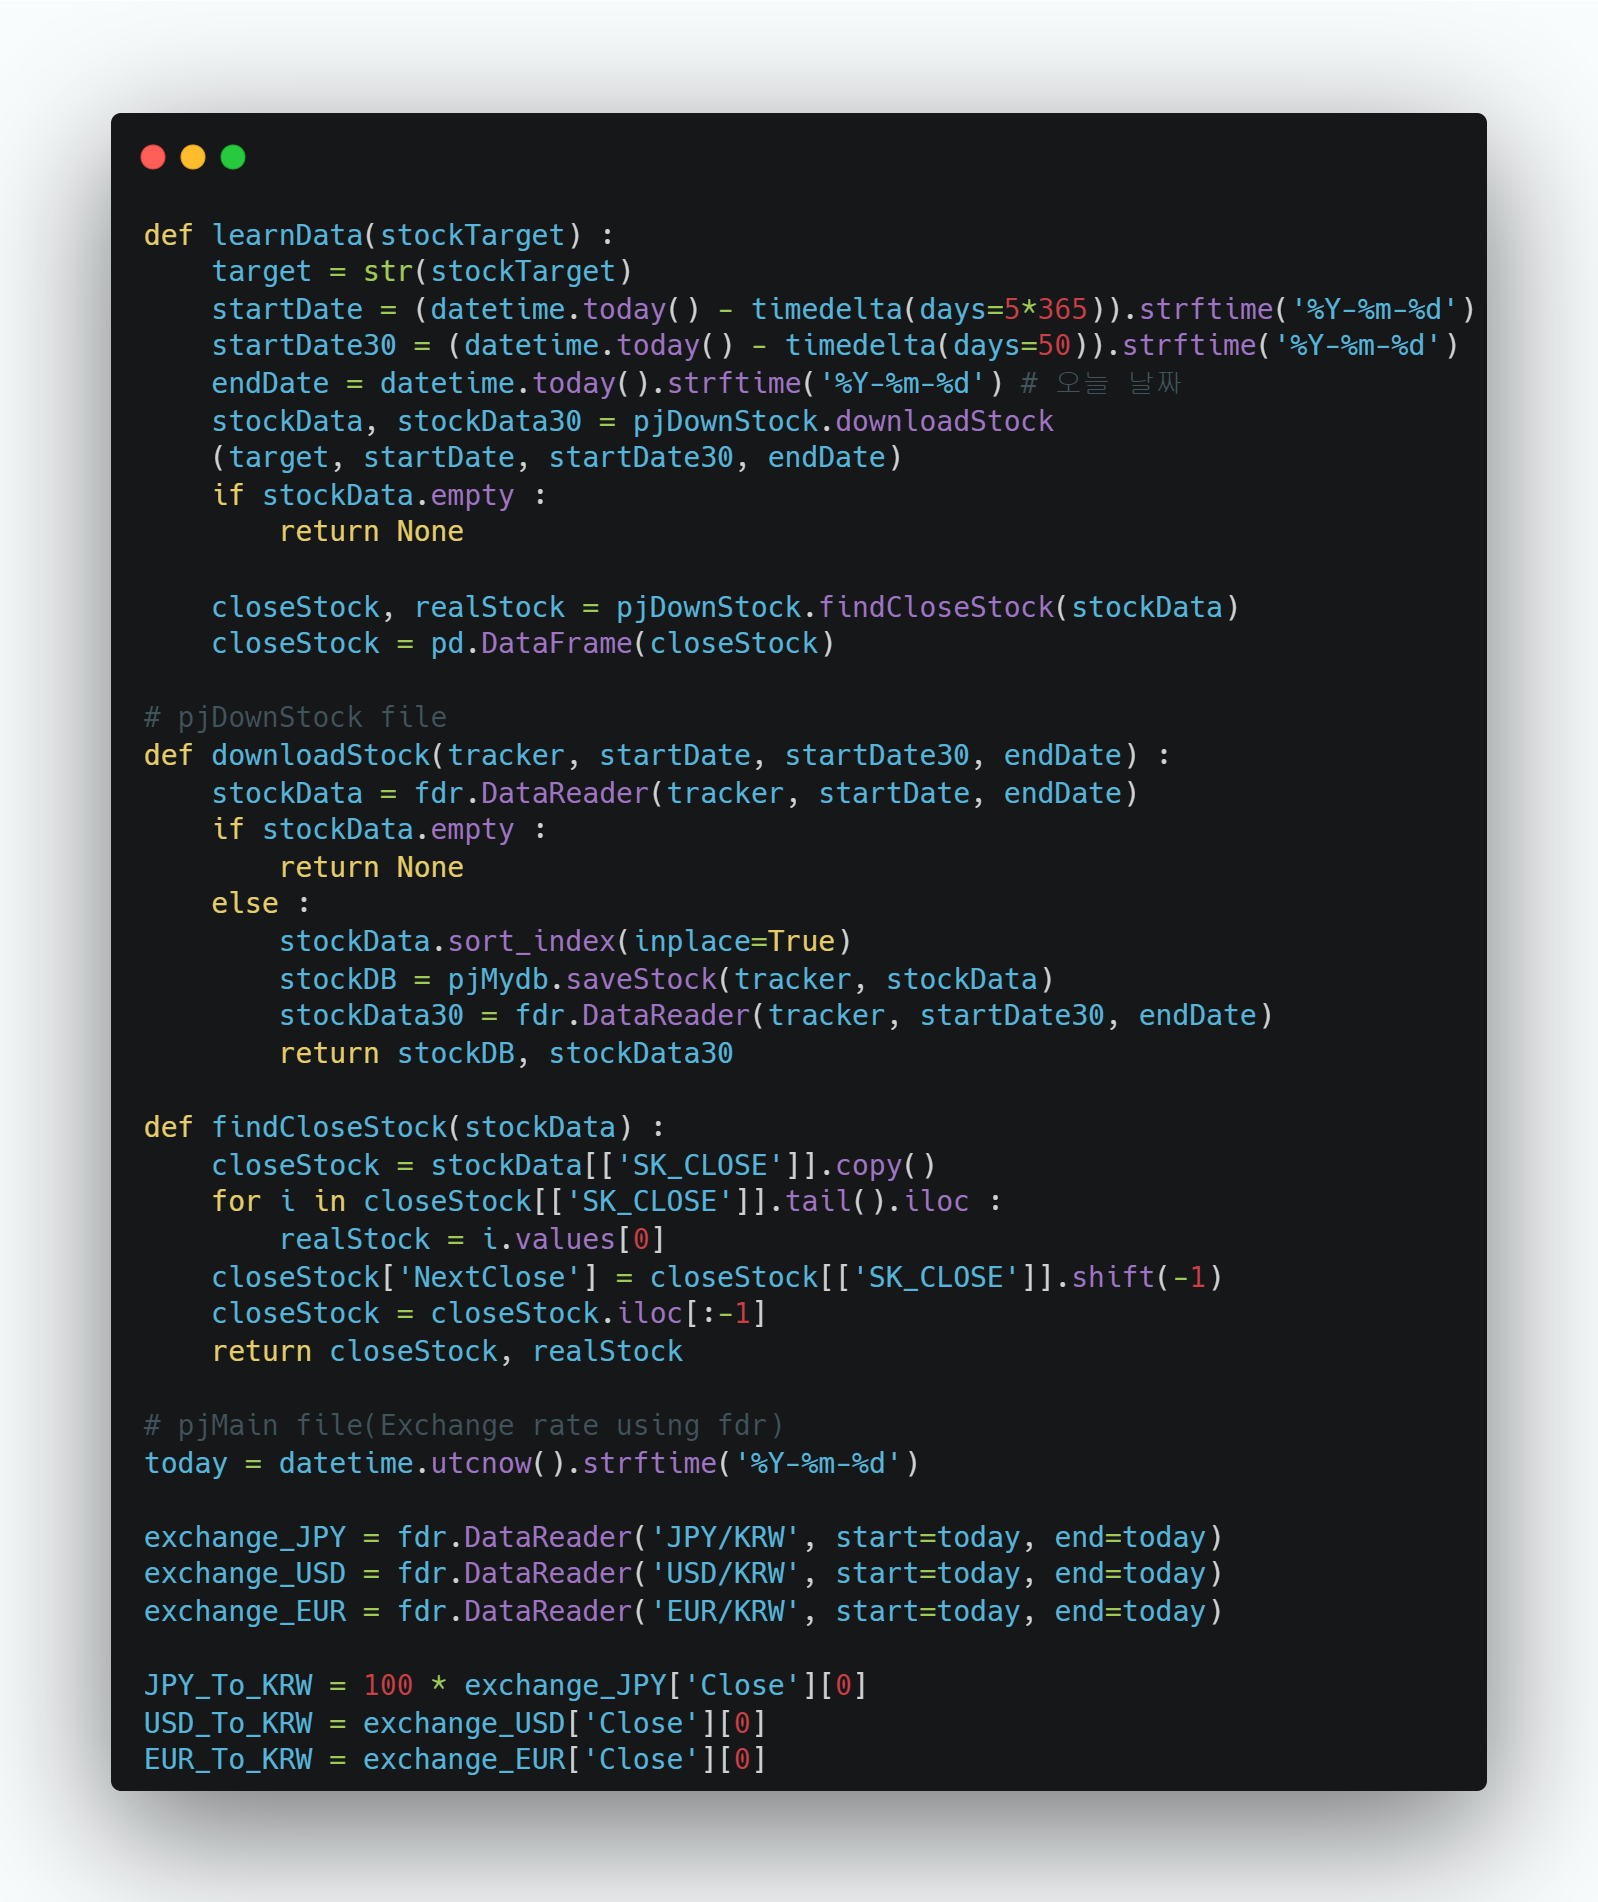 def learnData(stockTarget) :
    target = str(stockTarget)
    startDate = (datetime.today() - timedelta(days=5*365)).strftime('%Y-%m-%d')
    startDate30 = (datetime.today() - timedelta(days=50)).strftime('%Y-%m-%d')
    endDate = datetime.today().strftime('%Y-%m-%d') # 오늘 날짜
    stockData, stockData30 = pjDownStock.downloadStock
    (target, startDate, startDate30, endDate)
    if stockData.empty :
        return None

    closeStock, realStock = pjDownStock.findCloseStock(stockData)
    closeStock = pd.DataFrame(closeStock)

# pjDownStock file
def downloadStock(tracker, startDate, startDate30, endDate) :
    stockData = fdr.DataReader(tracker, startDate, endDate)
    if stockData.empty :
        return None
    else :
        stockData.sort_index(inplace=True)
        stockDB = pjMydb.saveStock(tracker, stockData)
        stockData30 = fdr.DataReader(tracker, startDate30, endDate)
        return stockDB, stockData30

def findCloseStock(stockData) :
    closeStock = stockData[['SK_CLOSE']].copy()
    for i in closeStock[['SK_CLOSE']].tail().iloc :
        realStock = i.values[0]
    closeStock['NextClose'] = closeStock[['SK_CLOSE']].shift(-1)
    closeStock = closeStock.iloc[:-1]
    return closeStock, realStock

# pjMain file(Exchange rate using fdr)
today = datetime.utcnow().strftime('%Y-%m-%d')

exchange_JPY = fdr.DataReader('JPY/KRW', start=today, end=today)
exchange_USD = fdr.DataReader('USD/KRW', start=today, end=today)
exchange_EUR = fdr.DataReader('EUR/KRW', start=today, end=today)

JPY_To_KRW = 100 * exchange_JPY['Close'][0]
USD_To_KRW = exchange_USD['Close'][0]
EUR_To_KRW = exchange_EUR['Close'][0]